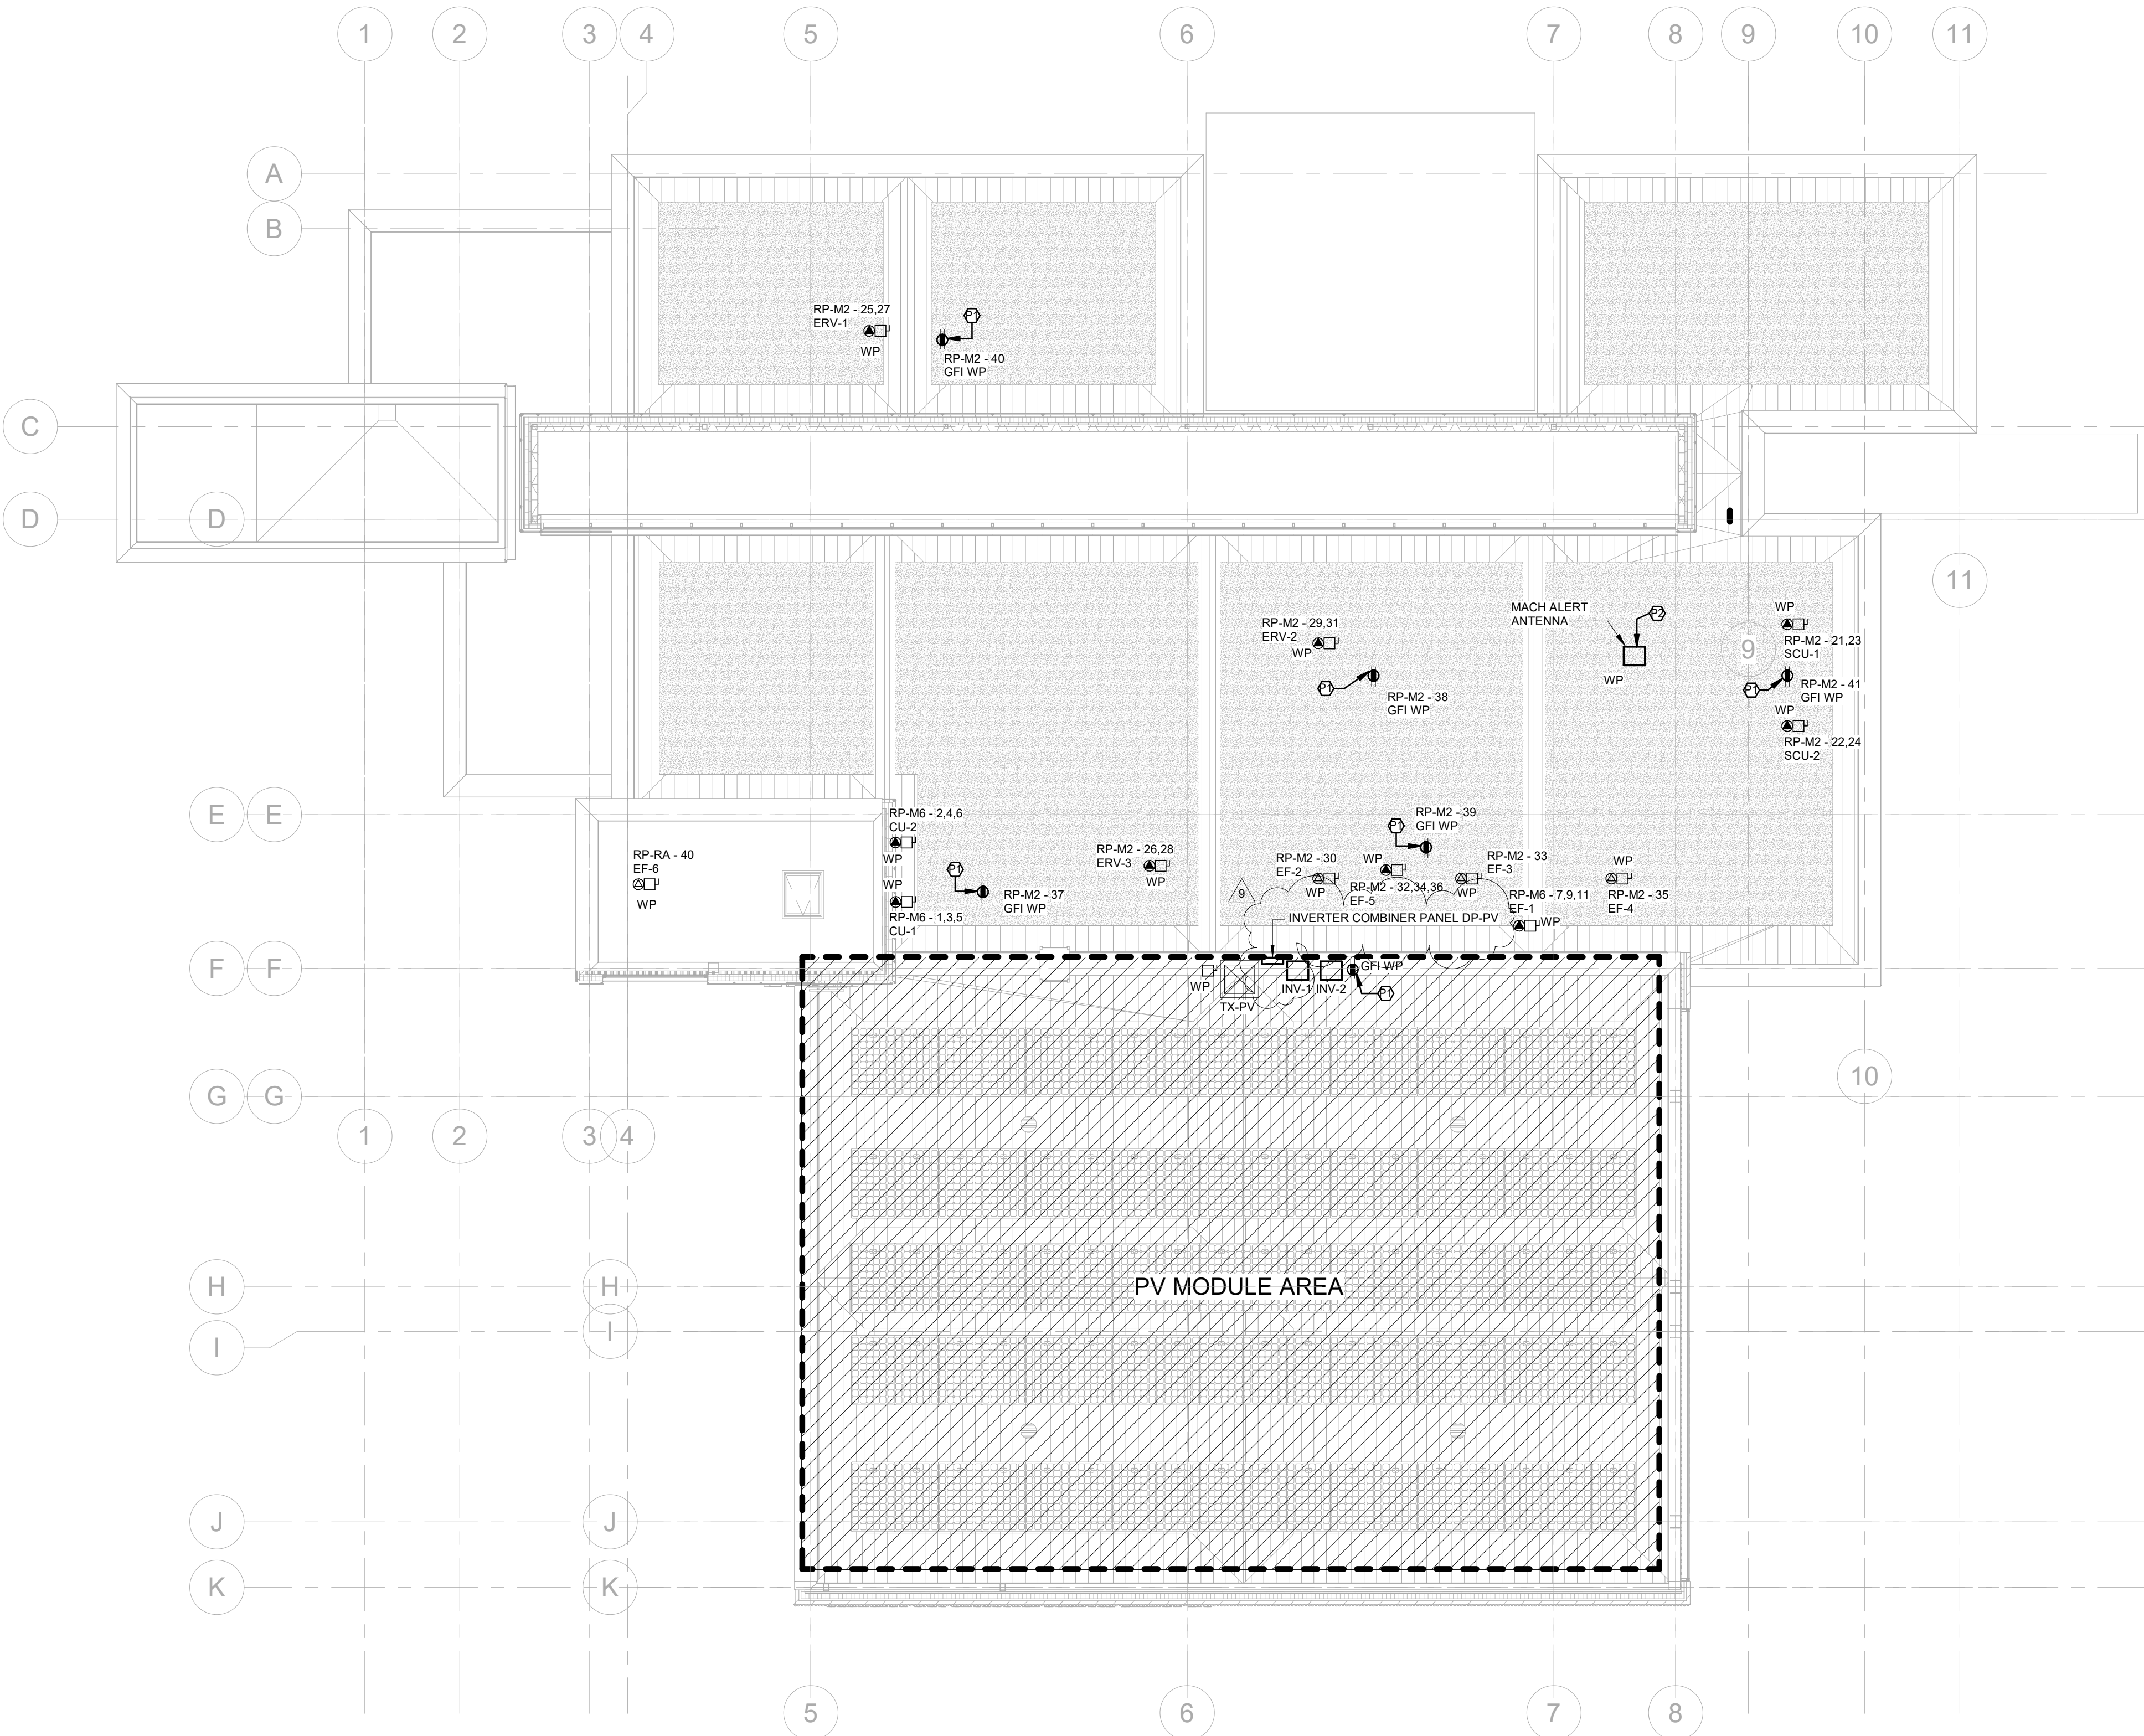 1 2 3 4 5 6 7 8 9 10 11
A
B
RP-M2 - 25,27
ERV-1
WP
P1
RP-M2 - 40
GFI WP
C
D
D
11
MACH ALERT
ANTENNA
P2
WP
WP
RP-M2 - 21,23
SCU-1
9
P1
RP-M2 - 41
GFI WP
WP
RP-M2 - 22,24
SCU-2
RP-M2 - 29,31
ERV-2
WP
P1
RP-M2 - 38
GFI WP
E E
RP-M6 - 2,4,6
CU-2
WP
WP
RP-M6 - 1,3,5
CU-1
RP-RA - 40
EF-6
WP
P1
RP-M2 - 37
GFI WP
RP-M2 - 26,28
ERV-3
WP
RP-M2 - 39
GFI WP
P1
RP-M2 - 30
EF-2
WP
WP
RP-M2 - 32,34,36
EF-5
RP-M2 - 33
EF-3
WP
RP-M6 - 7,9,11
EF-1
WP
WP
RP-M2 - 35
EF-4
9
INVERTER COMBINER PANEL DP-PV
F F
WP
TX-PV
INV-1
INV-2
GFI WP
P1
G G
10
1 2 3 4
H H
PV MODULE AREA
I I
J J
K K
5 6 7 8